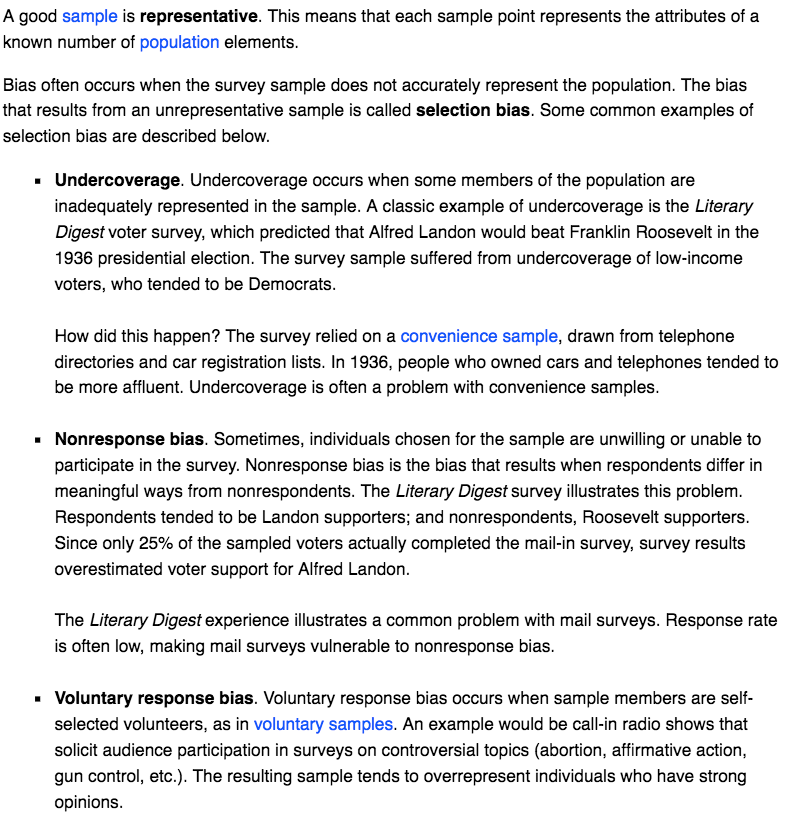 A good sample is representative. This means that each sample point represents the attributes of a
known number of population elements.
Bias often occurs when the survey sample does not accurately represent the population. The bias
that results from an unrepresentative sample is called selection bias. Some common examples of
selection bias are described below.
▪ Undercoverage. Undercoverage occurs when some members of the population are
inadequately represented in the sample. A classic example of undercoverage is the Literary
Digest voter survey, which predicted that Alfred Landon would beat Franklin Roosevelt in the
1936 presidential election. The survey sample suffered from undercoverage of low-income
voters, who tended to be Democrats.
How did this happen? The survey relied on a convenience sample, drawn from telephone
directories and car registration lists. In 1936, people who owned cars and telephones tended to
be more affluent. Undercoverage is often a problem with convenience samples.
▪ Nonresponse bias. Sometimes, individuals chosen for the sample are unwilling or unable to
participate in the survey. Nonresponse bias is the bias that results when respondents differ in
meaningful ways from nonrespondents. The Literary Digest survey illustrates this problem.
Respondents tended to be Landon supporters; and nonrespondents, Roosevelt supporters.
Since only 25% of the sampled voters actually completed the mail-in survey, survey results
overestimated voter support for Alfred Landon.
The Literary Digest experience illustrates a common problem with mail surveys. Response rate
is often low, making mail surveys vulnerable to nonresponse bias.
▪ Voluntary response bias. Voluntary response bias occurs when sample members are self-
selected volunteers, as in voluntary samples. An example would be call-in radio shows that
solicit audience participation in surveys on controversial topics (abortion, affirmative action,
gun control, etc.). The resulting sample tends to overrepresent individuals who have strong
opinions.